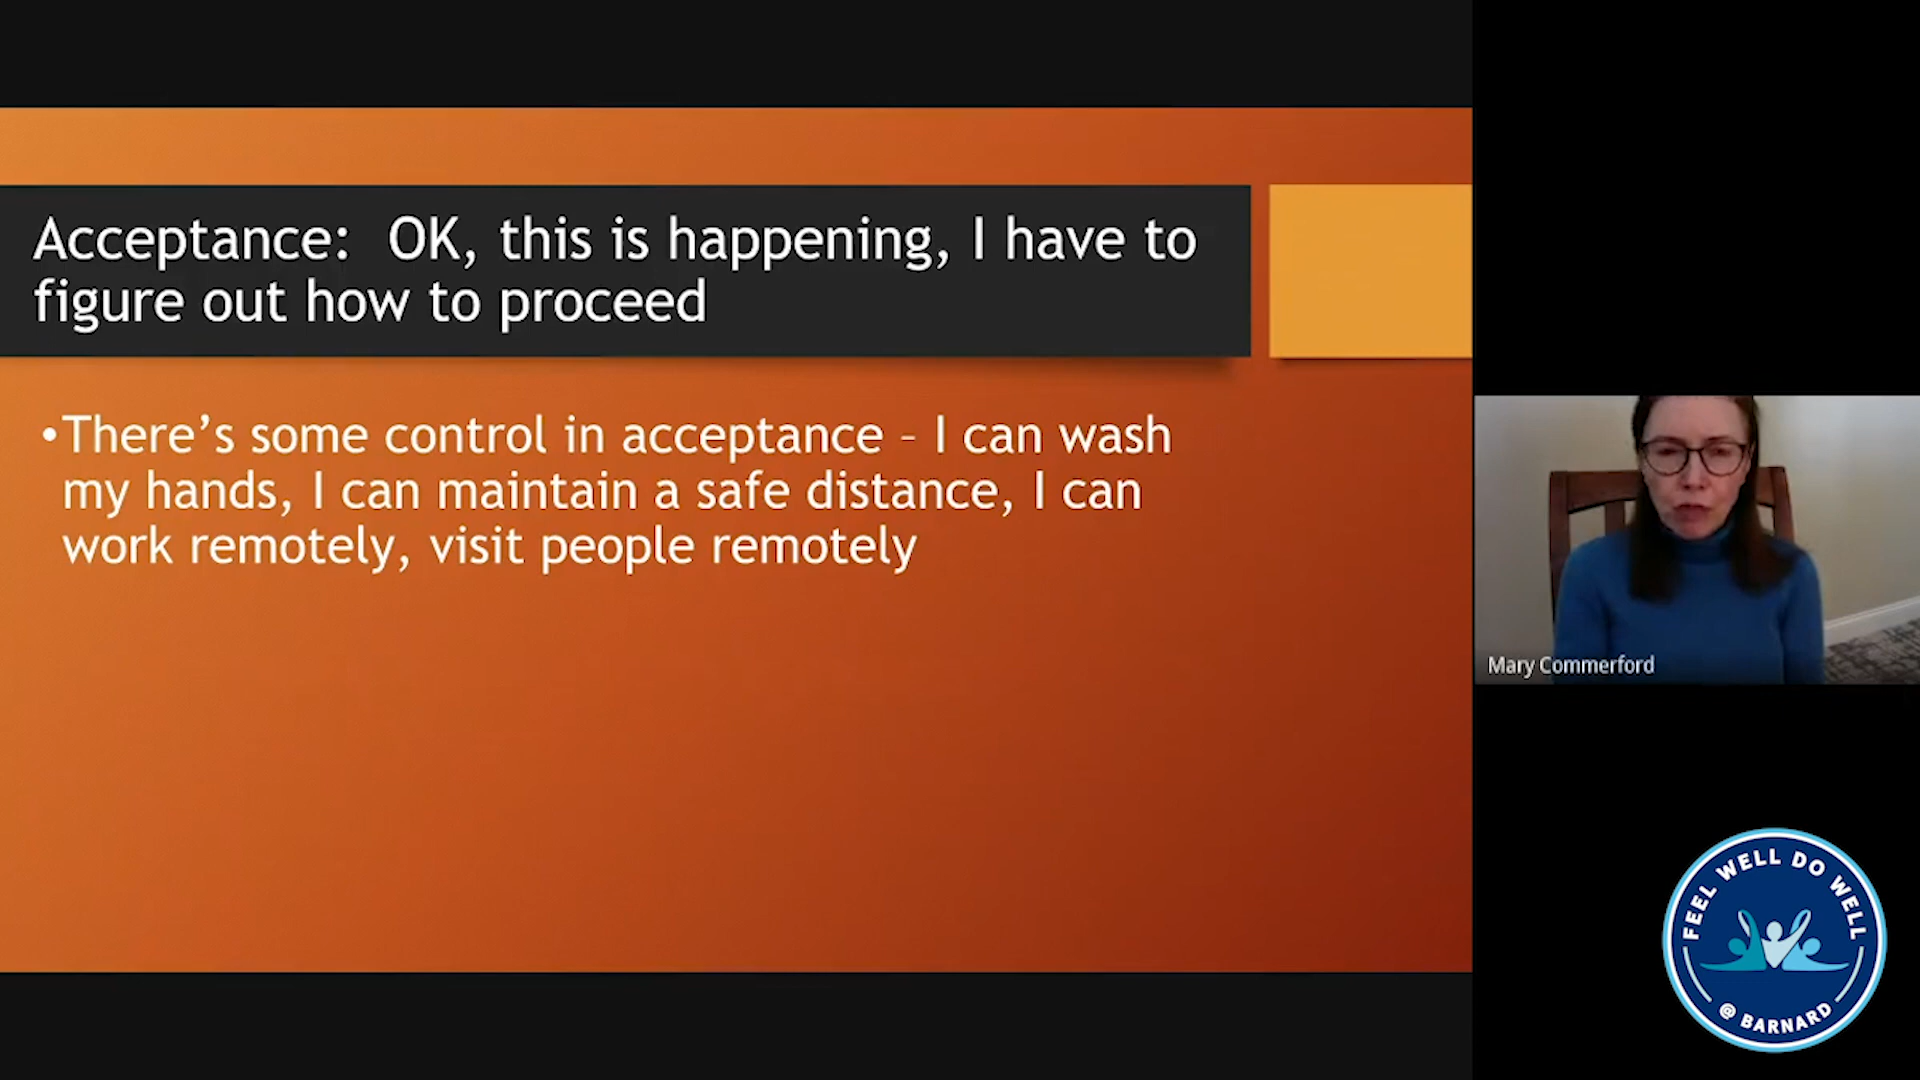 Acceptance:  OK, this is happening, I have to
figure out how to proceed
•There’s some control in acceptance – I can wash
my hands, I can maintain a safe distance, I can
work remotely, visit people remotely
Mary Commerford
FEEL WELL DO WELL
@ BARNARD